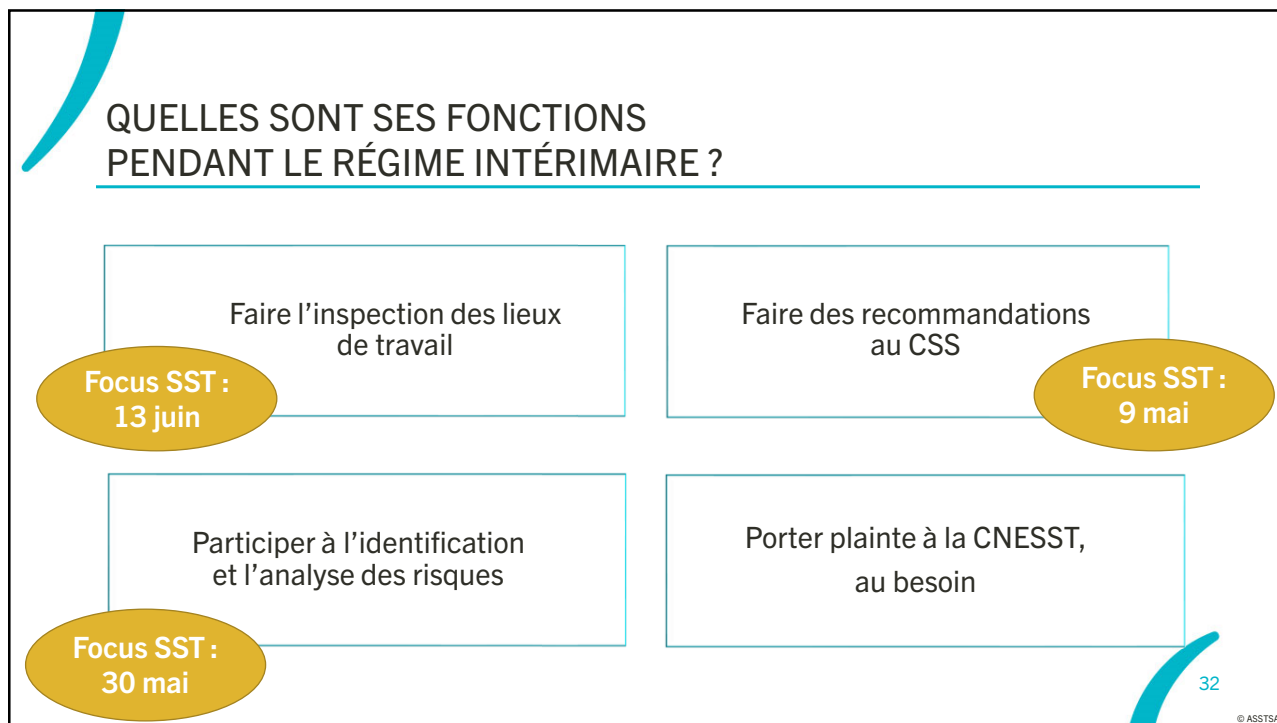 QUELLES SONT SES FONCTIONS
PENDANT LE RÉGIME INTÉRIMAIRE ?
Faire l'inspection des lieux
de travail
Focus SST :
13 juin
Faire des recommandations
au CSS
Focus SST :
9 mai
Participer à l'identification
et l'analyse des risques
Focus SST :
30 mai
Porter plainte à la CNESST,
au besoin
32
© ASSTSA